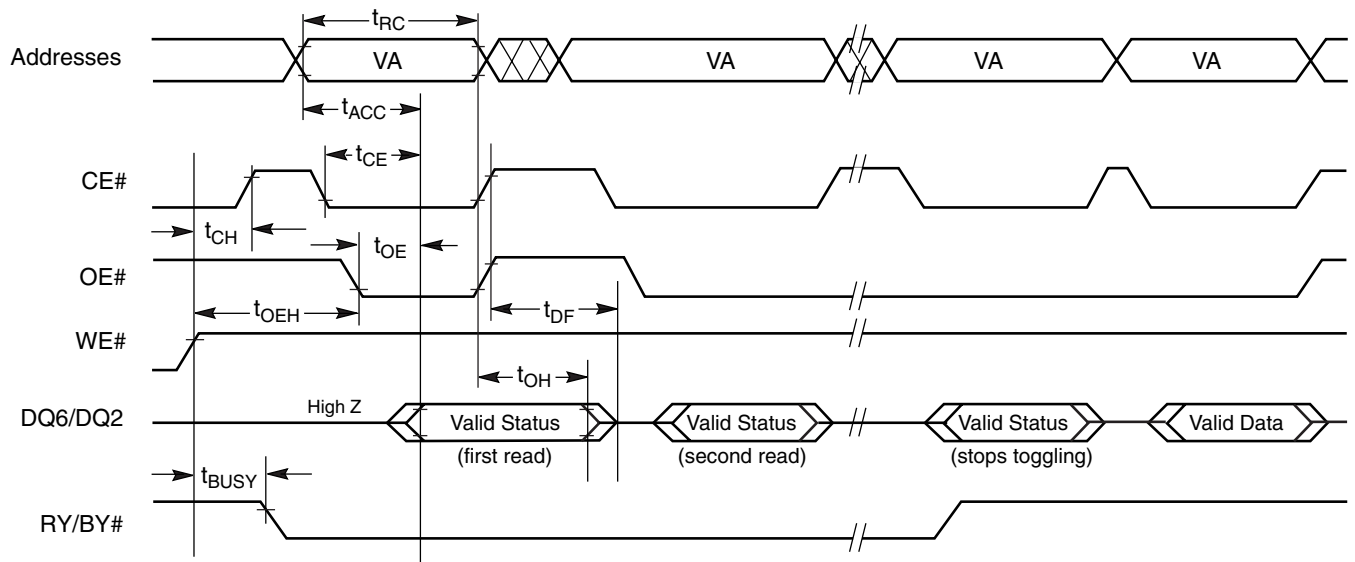 tRC
Addresses VA VA VA VA
tACC
tCE
CE#
tCH tOE
OE#
tOEH tDF
WE#
tOH
High Z
DQ6/DQ2 Valid Status Valid Status Valid Status Valid Data
(first read) (second read) (stops toggling)
tBUSY
RY/BY#